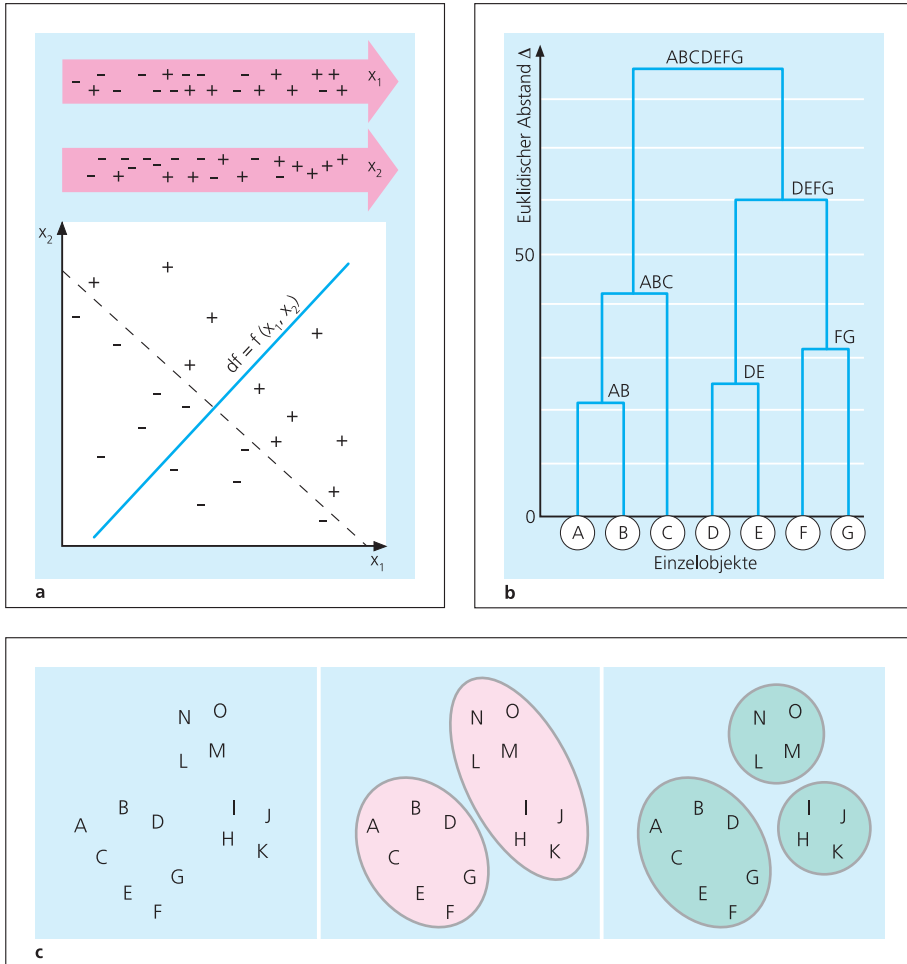 x₁
x₂
x₂
df = f (x₁, x₂)
x₁
a
Euklidischer Abstand Δ
50
0
ABCDEFG
DEFG
ABC
FG
DE
AB
A B C D E F G
Einzelobjekte
b
N O
L M
A B D
I J
H K
C
E G
F
N O
L M
A B D
I J
H K
C
E G
F
N O
L M
A B D
I J
H K
C
E G
F
c